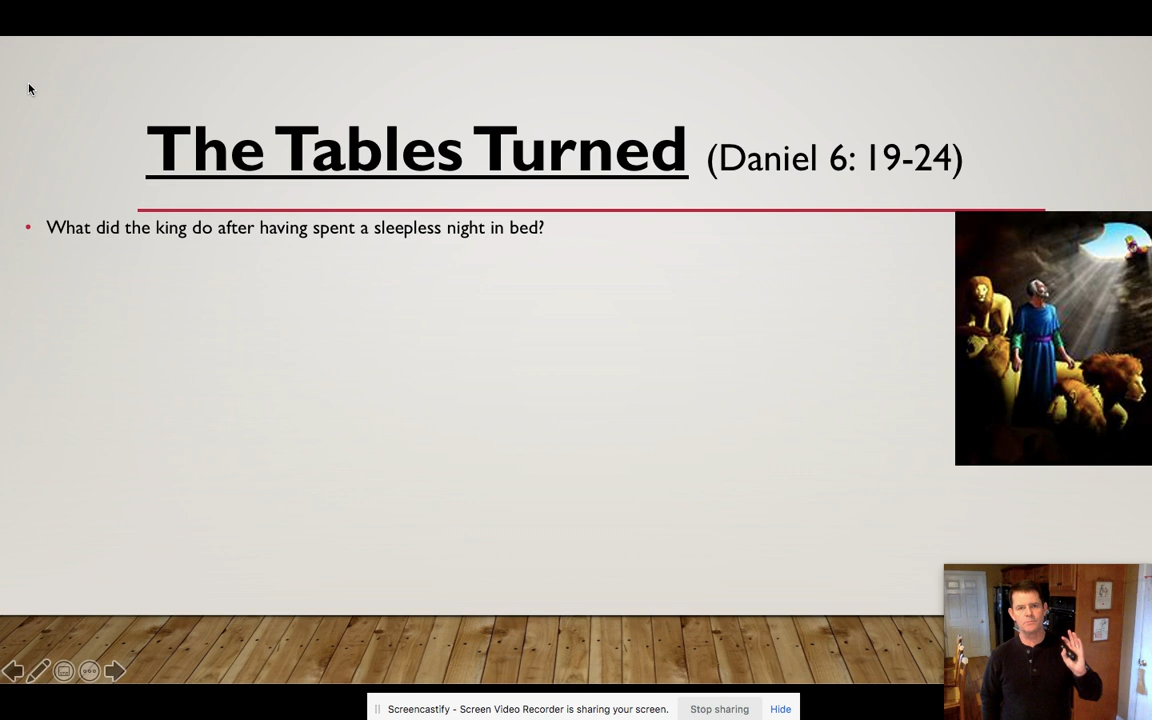 The Tables Turned (Daniel 6: 19-24)
• What did the king do after having spent a sleepless night in bed?
Screencastify - Screen Video Recorder is sharing your screen. Stop sharing Hide